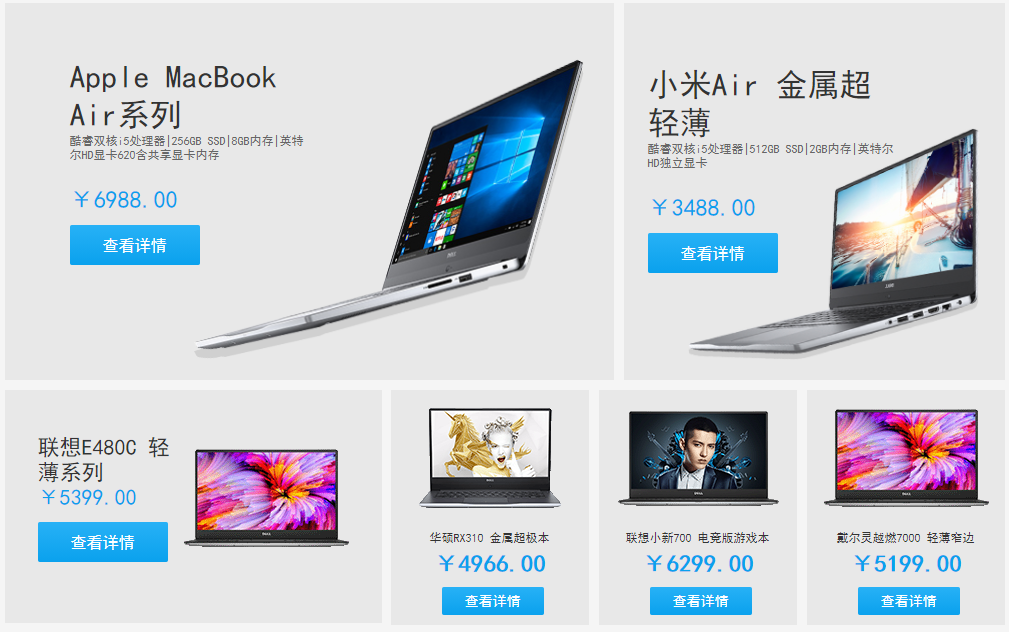 Apple MacBook
Air系列
酷睿双核i5处理器|256GB SSD|8GB内存|英特
尔HD显卡620含共享显卡内存
￥6988.00
查看详情
小米Air 金属超
轻薄
酷睿双核i5处理器|512GB SSD|2GB内存|英特尔
HD独立显卡
￥3488.00
查看详情
联想E480C 轻
薄系列
￥5399.00
查看详情
华硕RX310 金属超极本
￥4966.00
查看详情
联想小新700 电竞版游戏本
￥6299.00
查看详情
戴尔灵越燃7000 轻薄窄边
￥5199.00
查看详情